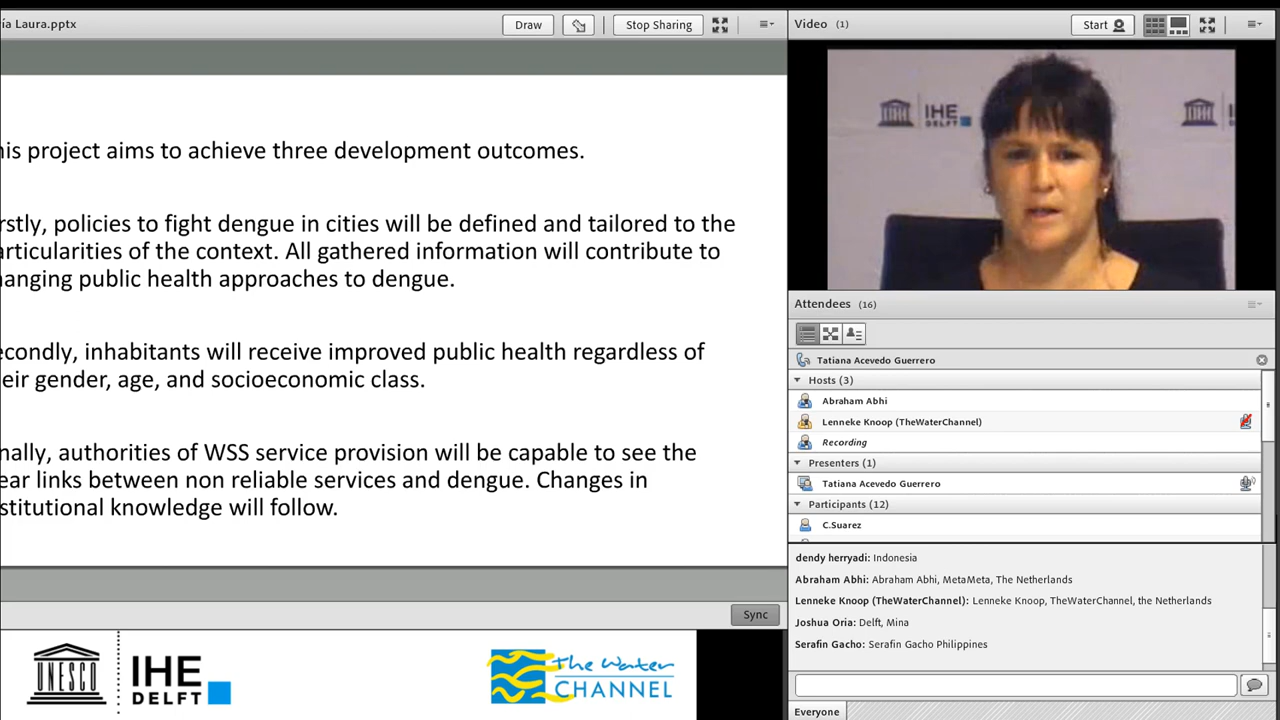 ía Laura.pptx
Draw
Stop Sharing
his project aims to achieve three development outcomes.
rstly, policies to fight dengue in cities will be defined and tailored to the
articularities of the context. All gathered information will contribute to
hanging public health approaches to dengue.
econdly, inhabitants will receive improved public health regardless of
eir gender, age, and socioeconomic class.
nally, authorities of WSS service provision will be capable to see the
ear links between non reliable services and dengue. Changes in
stitutional knowledge will follow.
Sync
UNESCO
IHE
DELFT
The Water
CHANNEL
Video (1)
Start
IHE
DELFT
IHE
Attendees (16)
Tatiana Acevedo Guerrero
Hosts (3)
Abraham Abhi
Lenneke Knoop (TheWaterChannel)
Recording
Presenters (1)
Tatiana Acevedo Guerrero
Participants (12)
C.Suarez
dendy herryadi: Indonesia
Abraham Abhi: Abraham Abhi, MetaMeta, The Netherlands
Lenneke Knoop (TheWaterChannel): Lenneke Knoop, TheWaterChannel, the Netherlands
Joshua Oria: Delft, Mina
Serafin Gacho: Serafin Gacho Philippines
Everyone